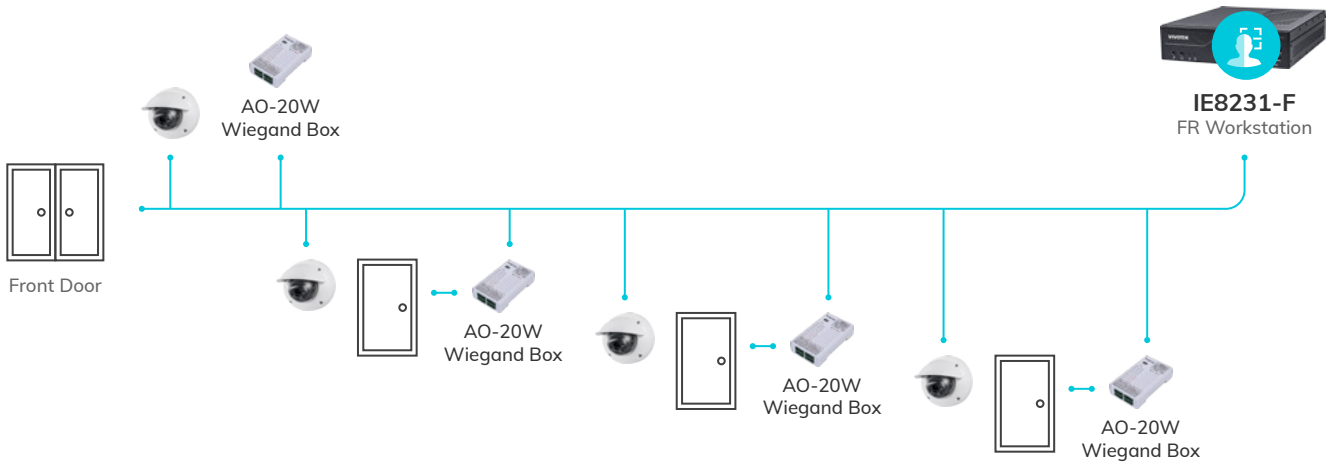 VIVOTEK
IE8231-F
FR Workstation
AO-20W
Wiegand Box
Front Door
AO-20W
Wiegand Box
AO-20W
Wiegand Box
AO-20W
Wiegand Box